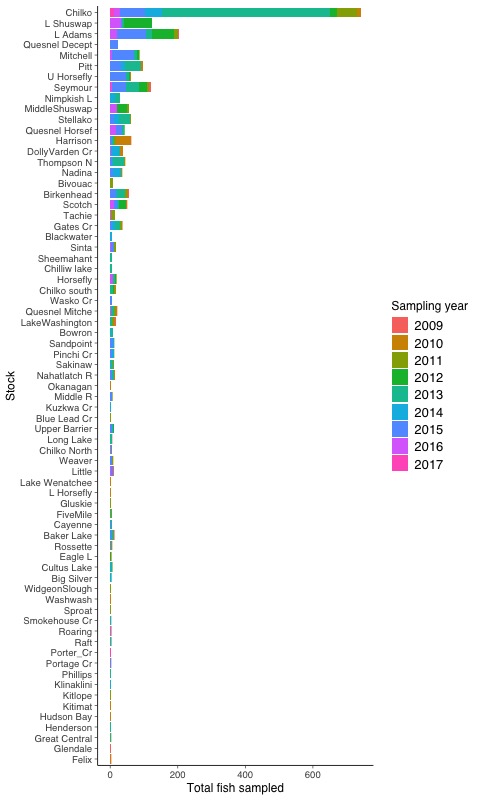 Stock
Chilko
L Shuswap
L Adams
Quesnel Decept
Mitchell
Pitt
U Horsefly
Seymour
Nimpkish L
MiddleShuswap
Stellako
Quesnel Horsef
Harrison
DollyVarden Cr
Thompson N
Nadina
Bivouac
Birkenhead
Scotch
Tachie
Gates Cr
Blackwater
Sinta
Sheemahant
Chilliw lake
Horsefly
Chilko south
Wasko Cr
Quesnel Mitche
LakeWashington
Bowron
Sandpoint
Pinchi Cr
Sakinaw
Nahatlatch R
Okanagan
Middle R
Kuzkwa Cr
Blue Lead Cr
Upper Barrier
Long Lake
Chilko North
Weaver
Little
Lake Wenatchee
L Horsefly
Gluskie
FiveMile
Cayenne
Baker Lake
Rossette
Eagle L
Cultus Lake
Big Silver
WidgeonSlough
Washwash
Sproat
Smokehouse Cr
Roaring
Raft
Porter_Cr
Portage Cr
Phillips
Klinaklini
Kitlope
Kitimat
Hudson Bay
Henderson
Great Central
Glendale
Felix
0 200 400 600
Total fish sampled
Sampling year
2009
2010
2011
2012
2013
2014
2015
2016
2017